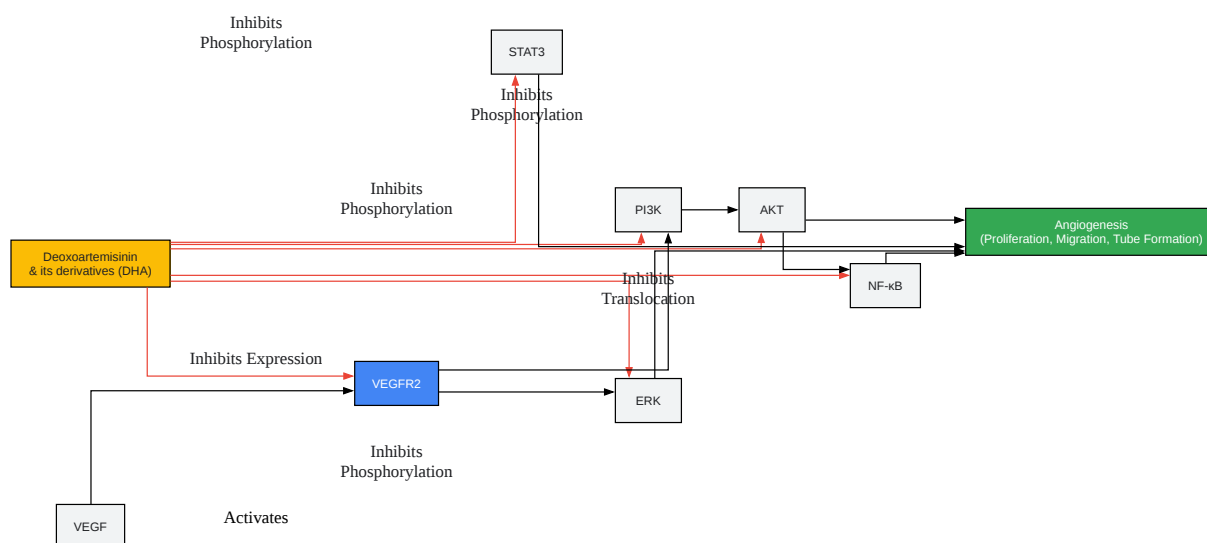 Inhibits
Phosphorylation
STAT3
Inhibits
Phosphorylation
Inhibits
Phosphorylation
PI3K
AKT
Angiogenesis
(Proliferation, Migration, Tube Formation)
Deoxoartemisinin
& its derivatives (DHA)
Inhibits
Translocation
NF-κB
Inhibits Expression
VEGFR2
ERK
Inhibits
Phosphorylation
VEGF
Activates